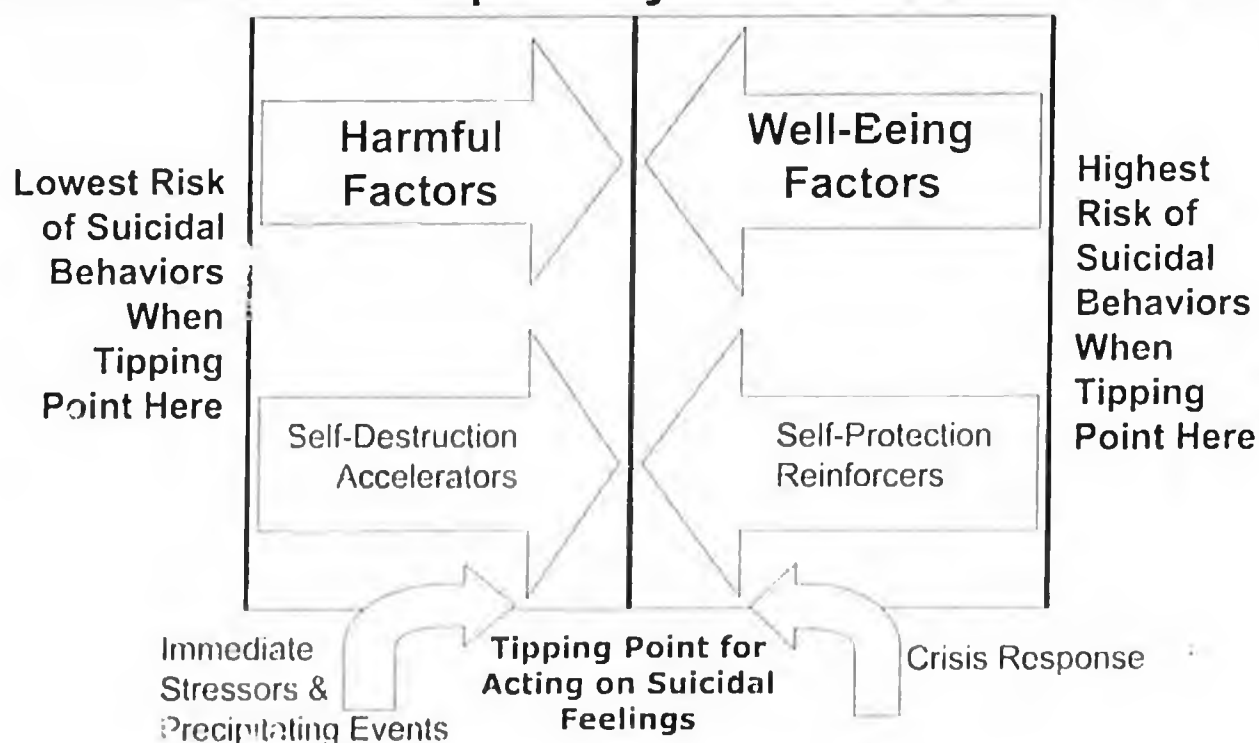 Harmful
Factors
Well-Eeing
Factors
Lowest Risk
of Suicidal
Behaviors
When
Tipping
Point Here
Highest
Risk of
Suicidal
Behaviors
When
Tipping
Point Here
Self-Destruction
Accelerators
Self-Protection
Reinforcers
Immediate
Stressors &
Precipitating Events
Tipping Point for
Acting on Suicidal
Feelings
Crisis Response